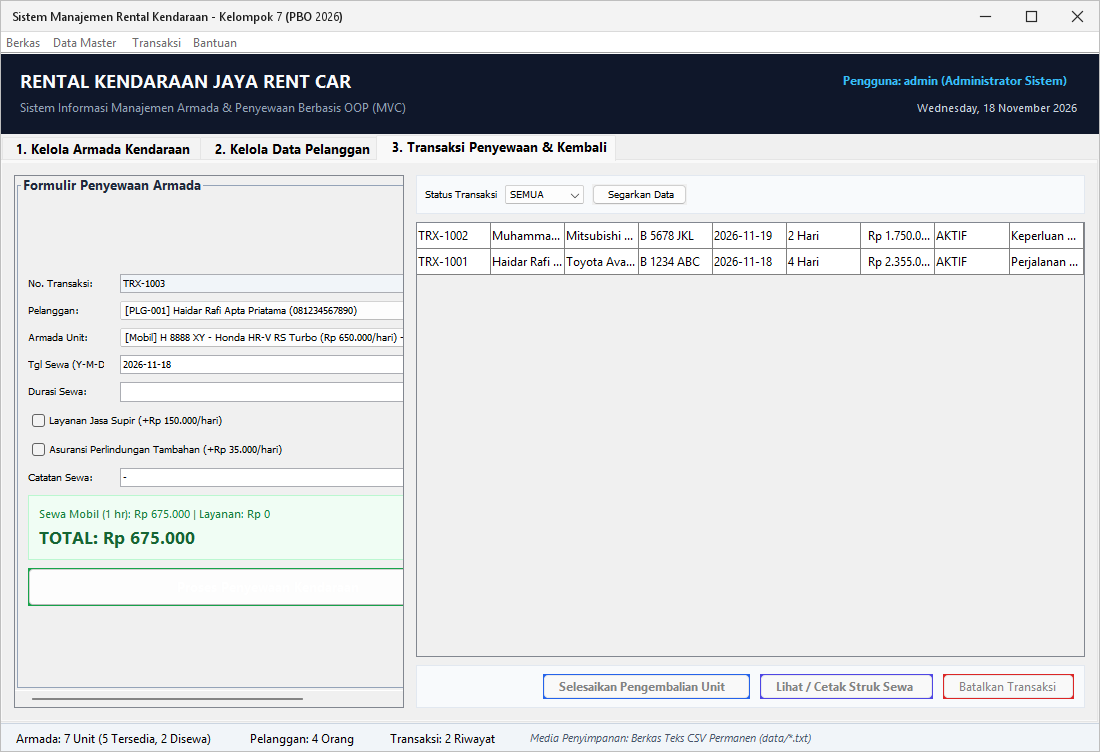 Sistem Manajemen Rental Kendaraan - Kelompok 7 (PBO 2026)
Berkas Data Master Transaksi Bantuan
RENTAL KENDARAAN JAYA RENT CAR
Pengguna: admin (Administrator Sistem)
Sistem Informasi Manajemen Armada & Penyewaan Berbasis OOP (MVC)
Wednesday, 18 November 2026
1. Kelola Armada Kendaraan 2. Kelola Data Pelanggan 3. Transaksi Penyewaan & Kembali
Formulir Penyewaan Armada
No. Transaksi: TRX-1003
Pelanggan: [PLG-001] Haidar Rafi Apta Priatama (081234567890)
Armada Unit: [Mobil] H 8888 XY - Honda HR-V RS Turbo (Rp 650.000/hari) -
Tgl Sewa (Y-M-D 2026-11-18
Durasi Sewa:
Layanan Jasa Supir (+Rp 150.000/hari)
Asuransi Perlindungan Tambahan (+Rp 35.000/hari)
Catatan Sewa: -
Sewa Mobil (1 hr): Rp 675.000 | Layanan: Rp 0
TOTAL: Rp 675.000
Status Transaksi SEMUA Segarkan Data
TRX-1002 Muhamma... Mitsubishi ... B 5678 JKL 2026-11-19 2 Hari Rp 1.750.0... AKTIF Keperluan ...
TRX-1001 Haidar Rafi ... Toyota Ava... B 1234 ABC 2026-11-18 4 Hari Rp 2.355.0... AKTIF Perjalanan ...
Selesaikan Pengembalian Unit Lihat / Cetak Struk Sewa Batalkan Transaksi
Armada: 7 Unit (5 Tersedia, 2 Disewa) Pelanggan: 4 Orang Transaksi: 2 Riwayat Media Penyimpanan: Berkas Teks CSV Permanen (data/*.txt)